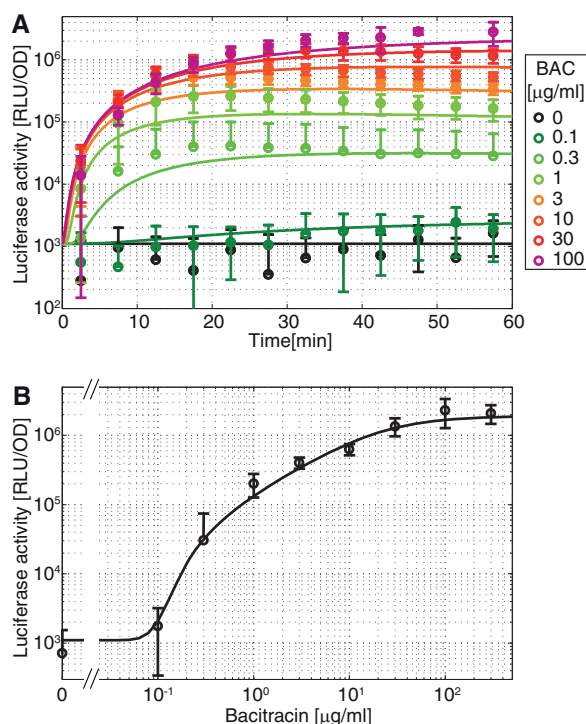 A
Luciferase activity [RLU/OD]
10⁶
10⁵
10⁴
10³
10²
0 10 20 30 40 50 60
Time[min]
BAC
[µg/ml]
0
0.1
0.3
1
3
10
30
100
B
Luciferase activity [RLU/OD]
10⁶
10⁵
10⁴
10³
0 10⁻¹ 10⁰ 10¹ 10²
Bacitracin [µg/ml]